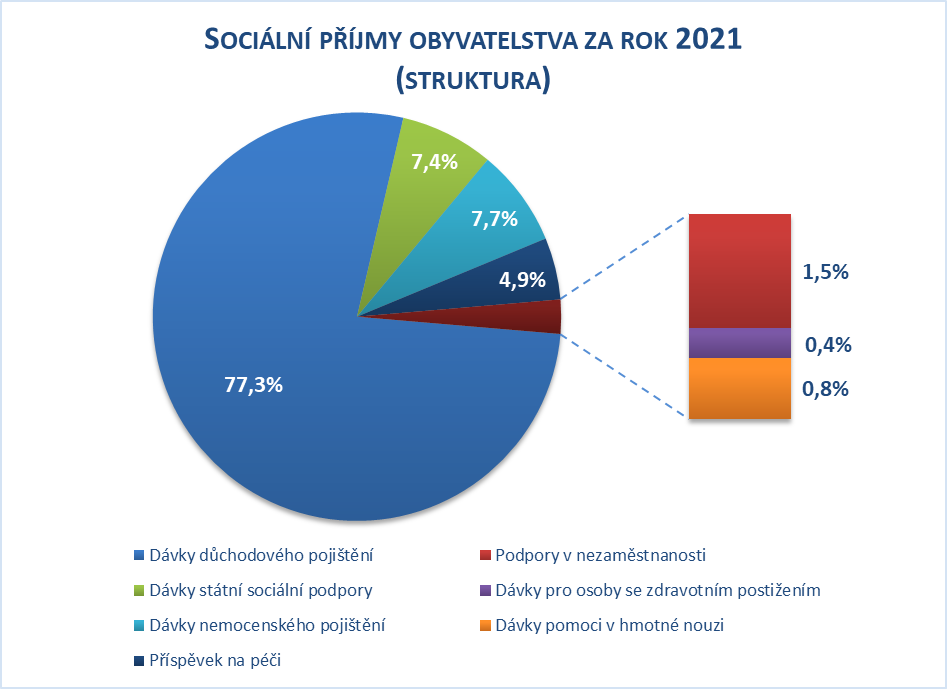 SOCIÁLNÍ PŘÍJMY OBYVATELSTVA ZA ROK 2021
(STRUKTURA)
7,4%
7,7%
4,9%
77,3%
1,5%
0,4%
0,8%
Dávky důchodového pojištění
Podpory v nezaměstnanosti
Dávky státní sociální podpory
Dávky pro osoby se zdravotním postižením
Dávky nemocenského pojištění
Dávky pomoci v hmotné nouzi
Příspěvek na péči